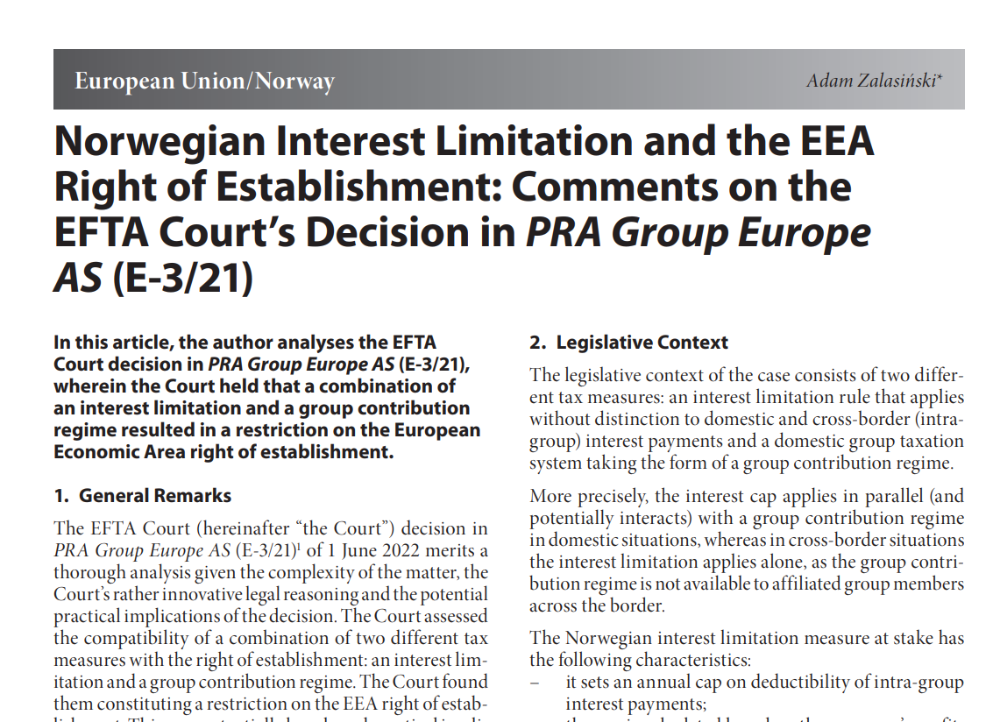 European Union/Norway
Adam Zalasiński*
Norwegian Interest Limitation and the EEA
Right of Establishment: Comments on the
EFTA Court’s Decision in PRA Group Europe
AS (E-3/21)
In this article, the author analyses the EFTA
Court decision in PRA Group Europe AS (E-3/21),
wherein the Court held that a combination of
an interest limitation and a group contribution
regime resulted in a restriction on the European
Economic Area right of establishment.
1. General Remarks
The EFTA Court (hereinafter “the Court”) decision in
PRA Group Europe AS (E-3/21)¹ of 1 June 2022 merits a
thorough analysis given the complexity of the matter, the
Court’s rather innovative legal reasoning and the potential
practical implications of the decision. The Court assessed
the compatibility of a combination of two different tax
measures with the right of establishment: an interest lim-
itation and a group contribution regime. The Court found
them constituting a restriction on the EEA right of estab-
2. Legislative Context
The legislative context of the case consists of two differ-
ent tax measures: an interest limitation rule that applies
without distinction to domestic and cross-border (intra-
group) interest payments and a domestic group taxation
system taking the form of a group contribution regime.
More precisely, the interest cap applies in parallel (and
potentially interacts) with a group contribution regime
in domestic situations, whereas in cross-border situations
the interest limitation applies alone, as the group contri-
bution regime is not available to affiliated group members
across the border.
The Norwegian interest limitation measure at stake has
the following characteristics:
– it sets an annual cap on deductibility of intra-group
interest payments;